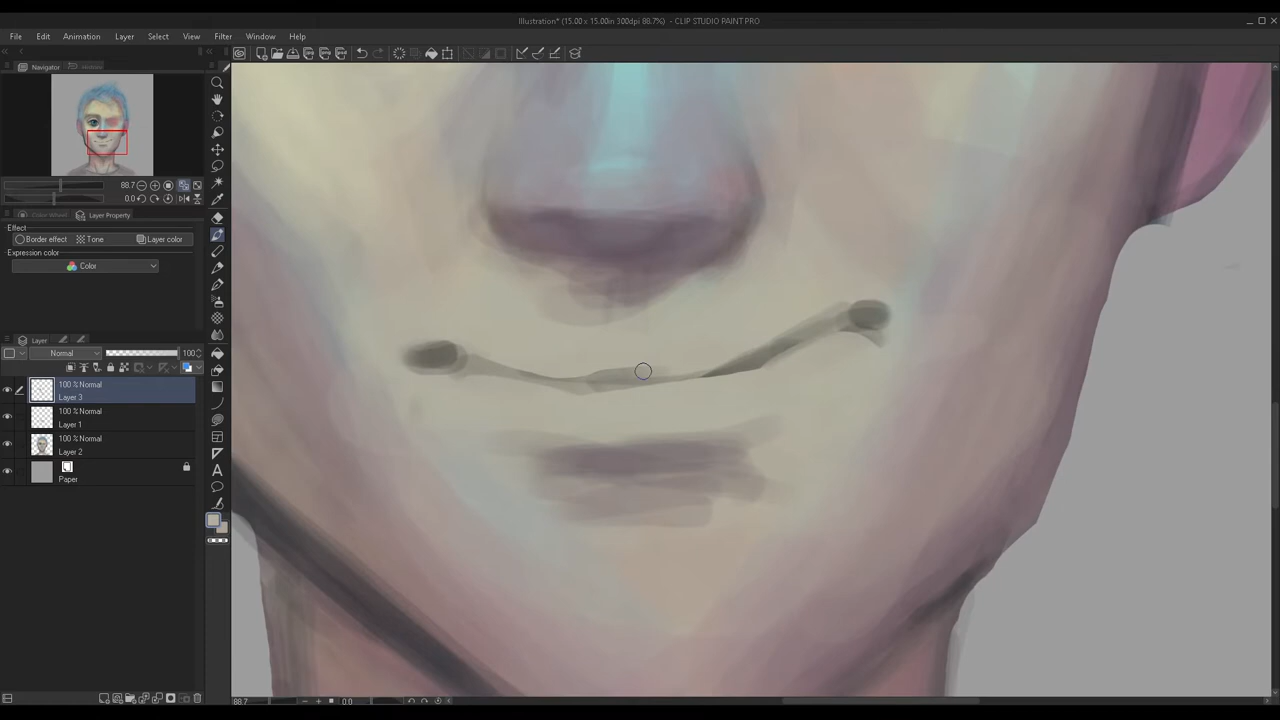 Illustration* (15.00 x 15.00in 300dpi 88.7%) - CLIP STUDIO PAINT PRO
File Edit Animation Layer Select View Filter Window Help
Navigator History
88.7
0.0
Color Wheel Layer Property
Effect
Border effect Tone Layer color
Expression color
Color
Layer
Normal 100
100 % Normal
Layer 3
100 % Normal
Layer 1
100 % Normal
Layer 2
Paper
88.7 0.0